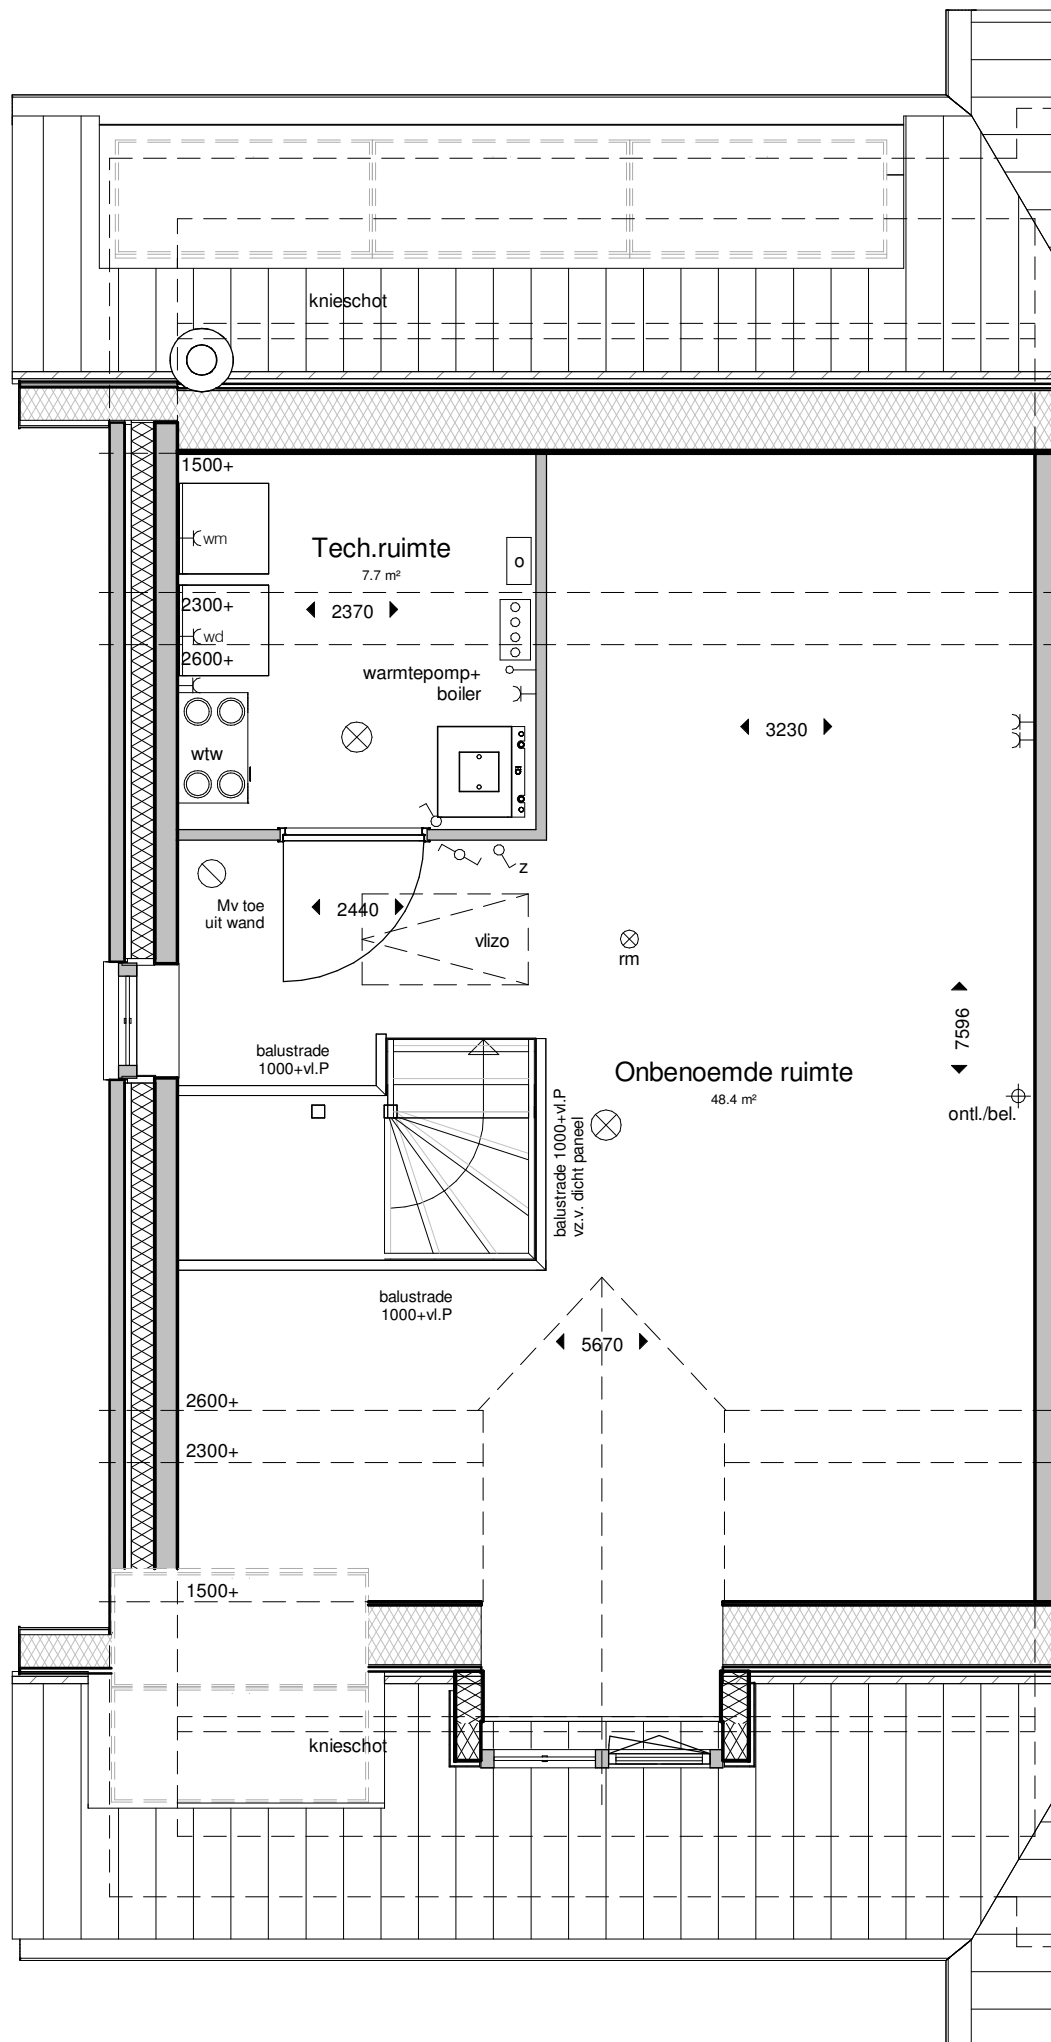 knieschot
1500+
wm
Tech.ruimte
7.7 m²
2300+
2370
wd
2600+
warmtepomp+
boiler
3230
wtw
z
Mv toe
uit wand
2440
vlizo
rm
7596
balustrade
1000+vl.P
Onbenoemde ruimte
48.4 m²
ontl./bel.
balustrade 1000+vl.P
vz.v. dicht paneel
balustrade
1000+vl.P
5670
2600+
2300+
1500+
knieschot